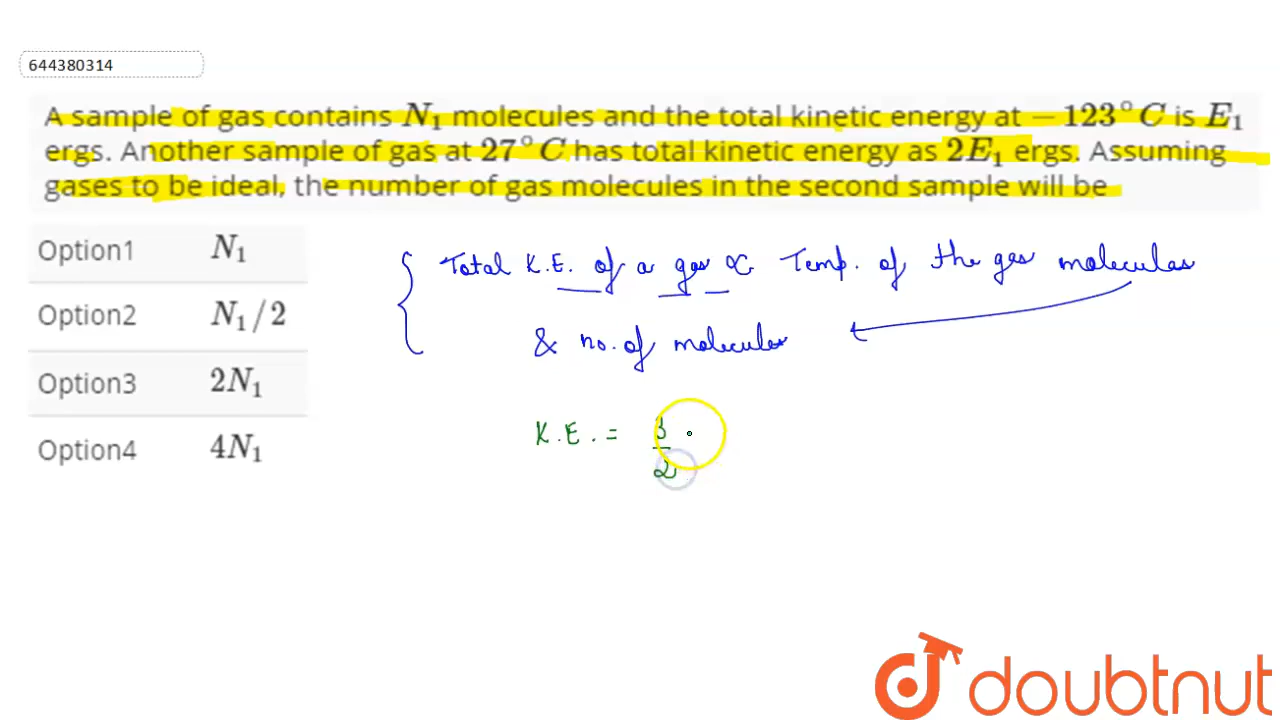 644380314
A sample of gas contains N₁ molecules and the total kinetic energy at −123°C is E₁
ergs. Another sample of gas at 27°C has total kinetic energy as 2E₁ ergs. Assuming
gases to be ideal, the number of gas molecules in the second sample will be
Option1 N₁
Option2 N₁/2
Option3 2N₁
Option4 4N₁
Total K.E. of a gas ∝ Temp. of the gas molecules
& no. of molecules
K.E. = 3/2
doubtnut